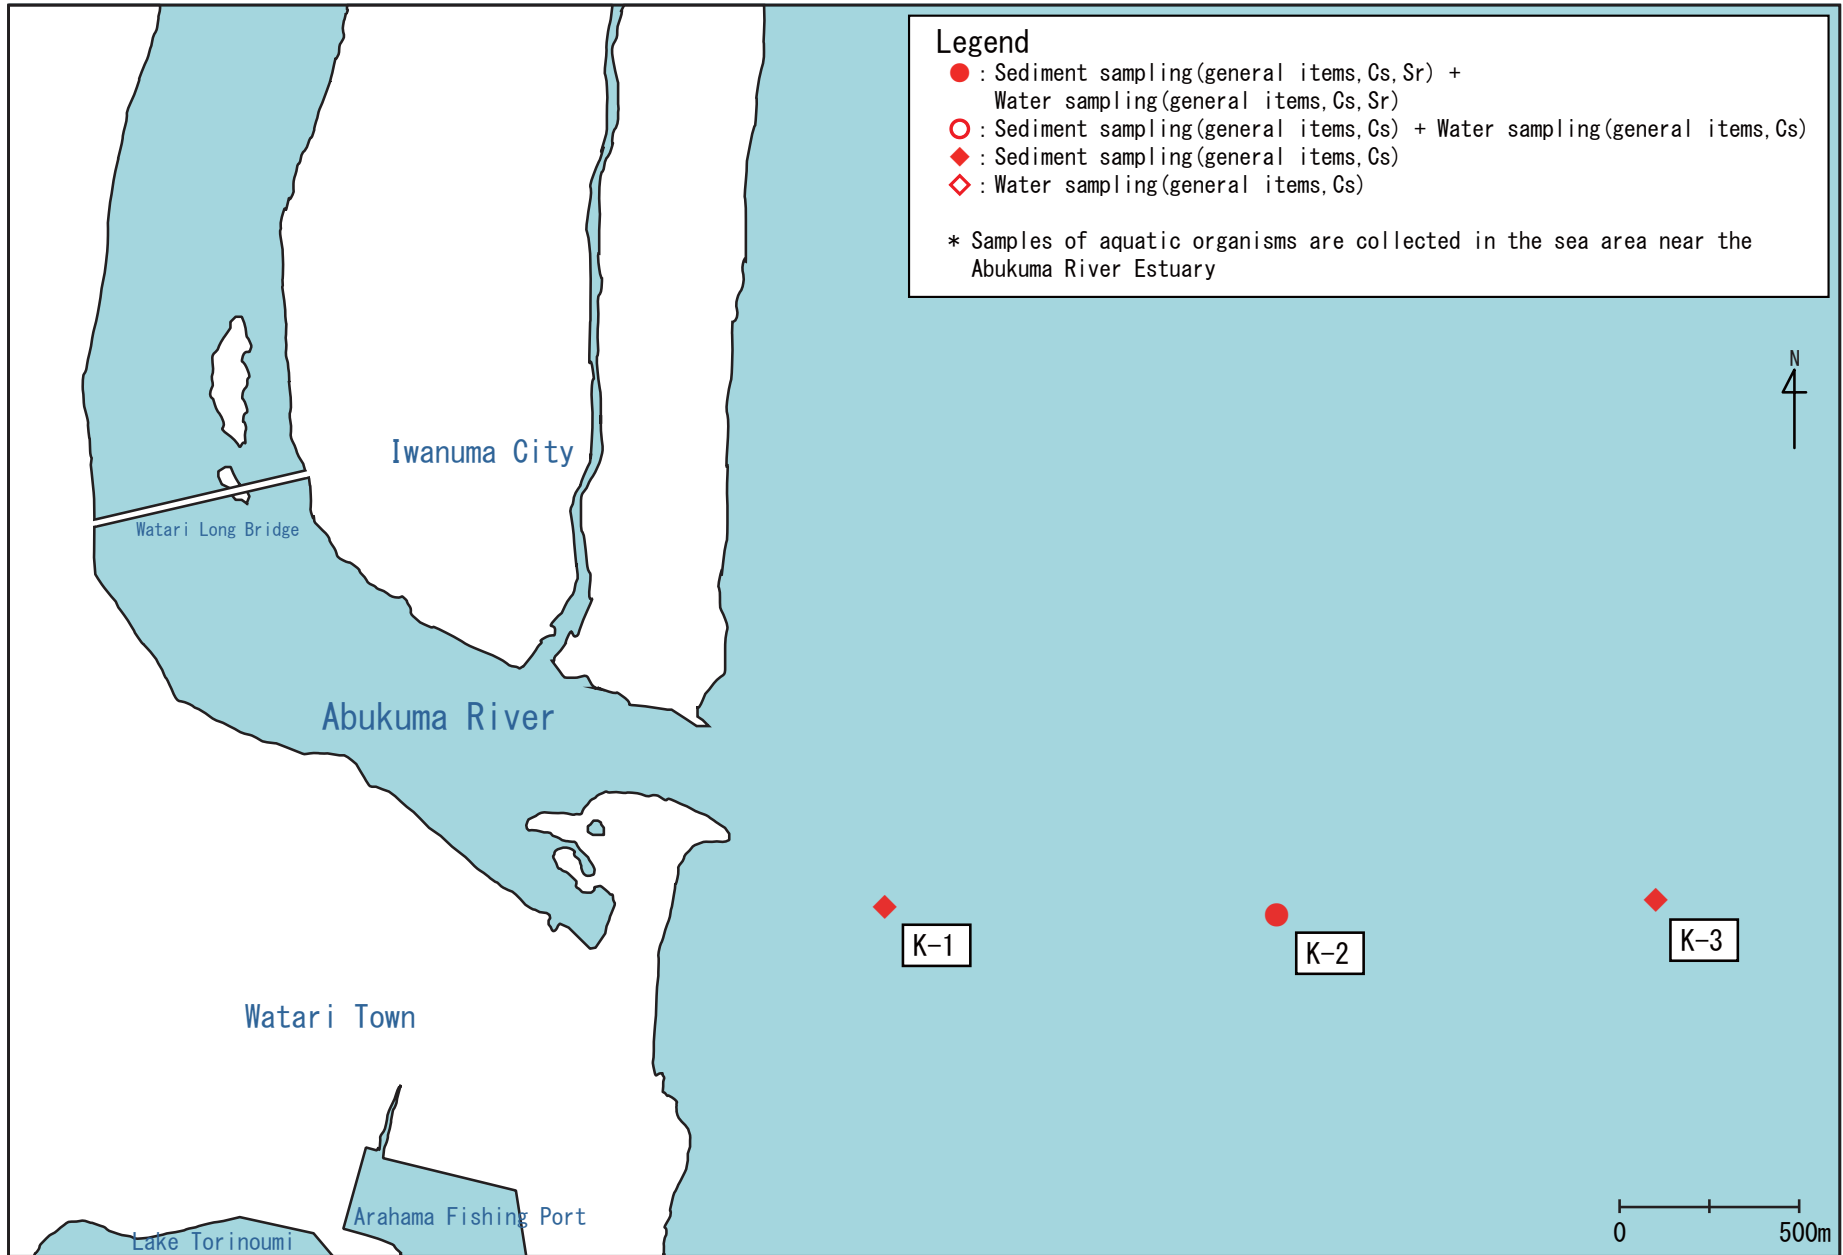 Legend
: Sediment sampling(general items,Cs,Sr) +
Water sampling(general items,Cs,Sr)
: Sediment sampling(general items,Cs) + Water sampling(general items,Cs)
: Sediment sampling(general items,Cs)
: Water sampling(general items,Cs)
* Samples of aquatic organisms are collected in the sea area near the
Abukuma River Estuary
N
Iwanuma City
Watari Long Bridge
Abukuma River
K-1
K-2
K-3
Watari Town
Arahama Fishing Port
Lake Torinoumi
0 500m